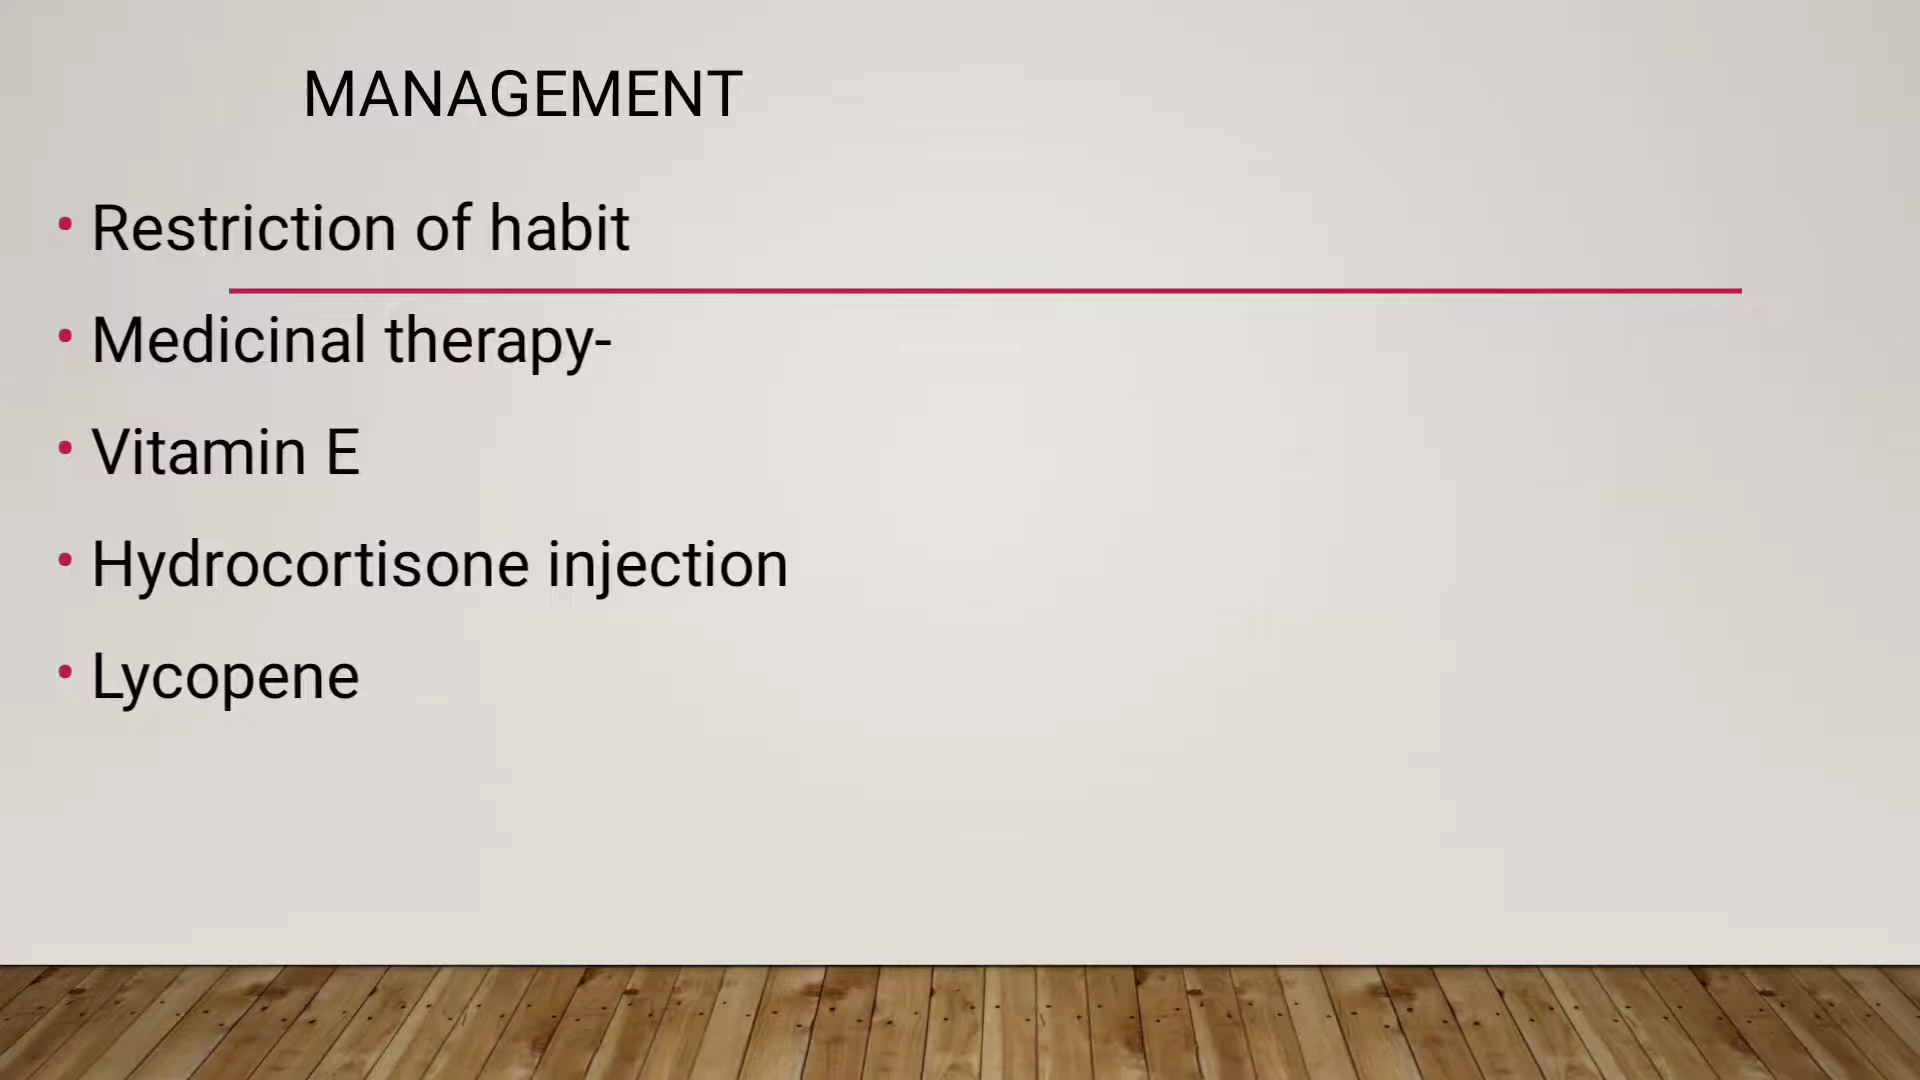 MANAGEMENT
• Restriction of habit
• Medicinal therapy-
• Vitamin E
• Hydrocortisone injection
• Lycopene